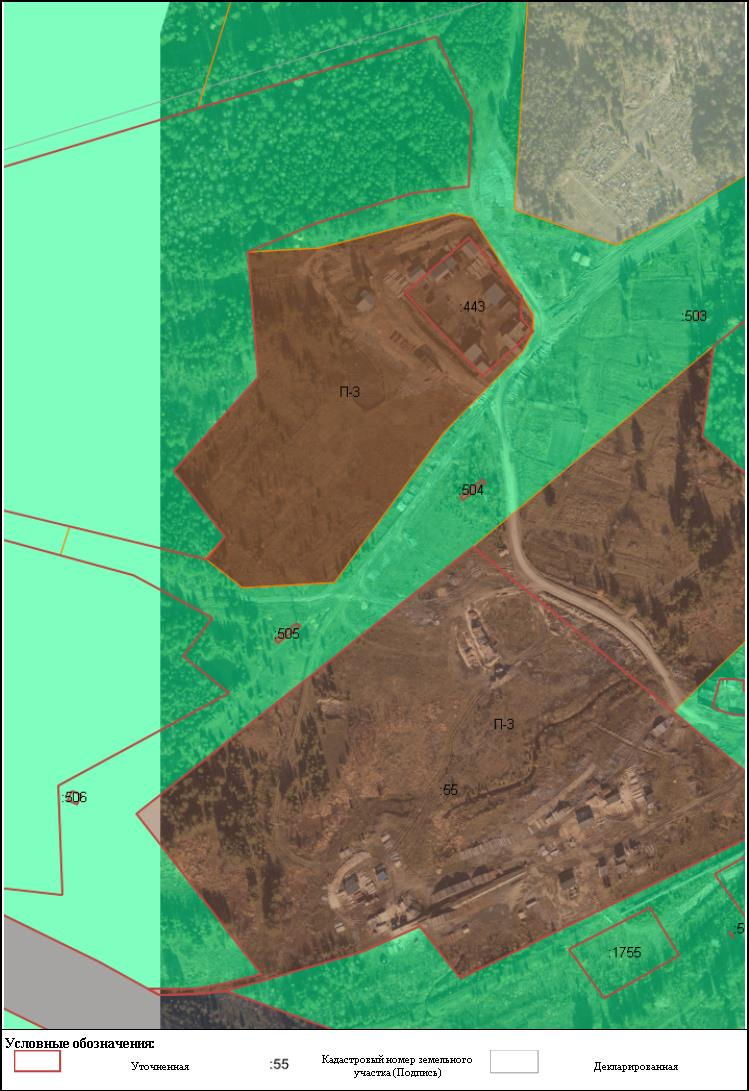 :443
:503
П-3
:504
:505
П-3
:55
:506
:1755
:5
Условные обозначения:
Уточненная
:55
Кадастровый номер земельного
участка (Подпись)
Декларированная